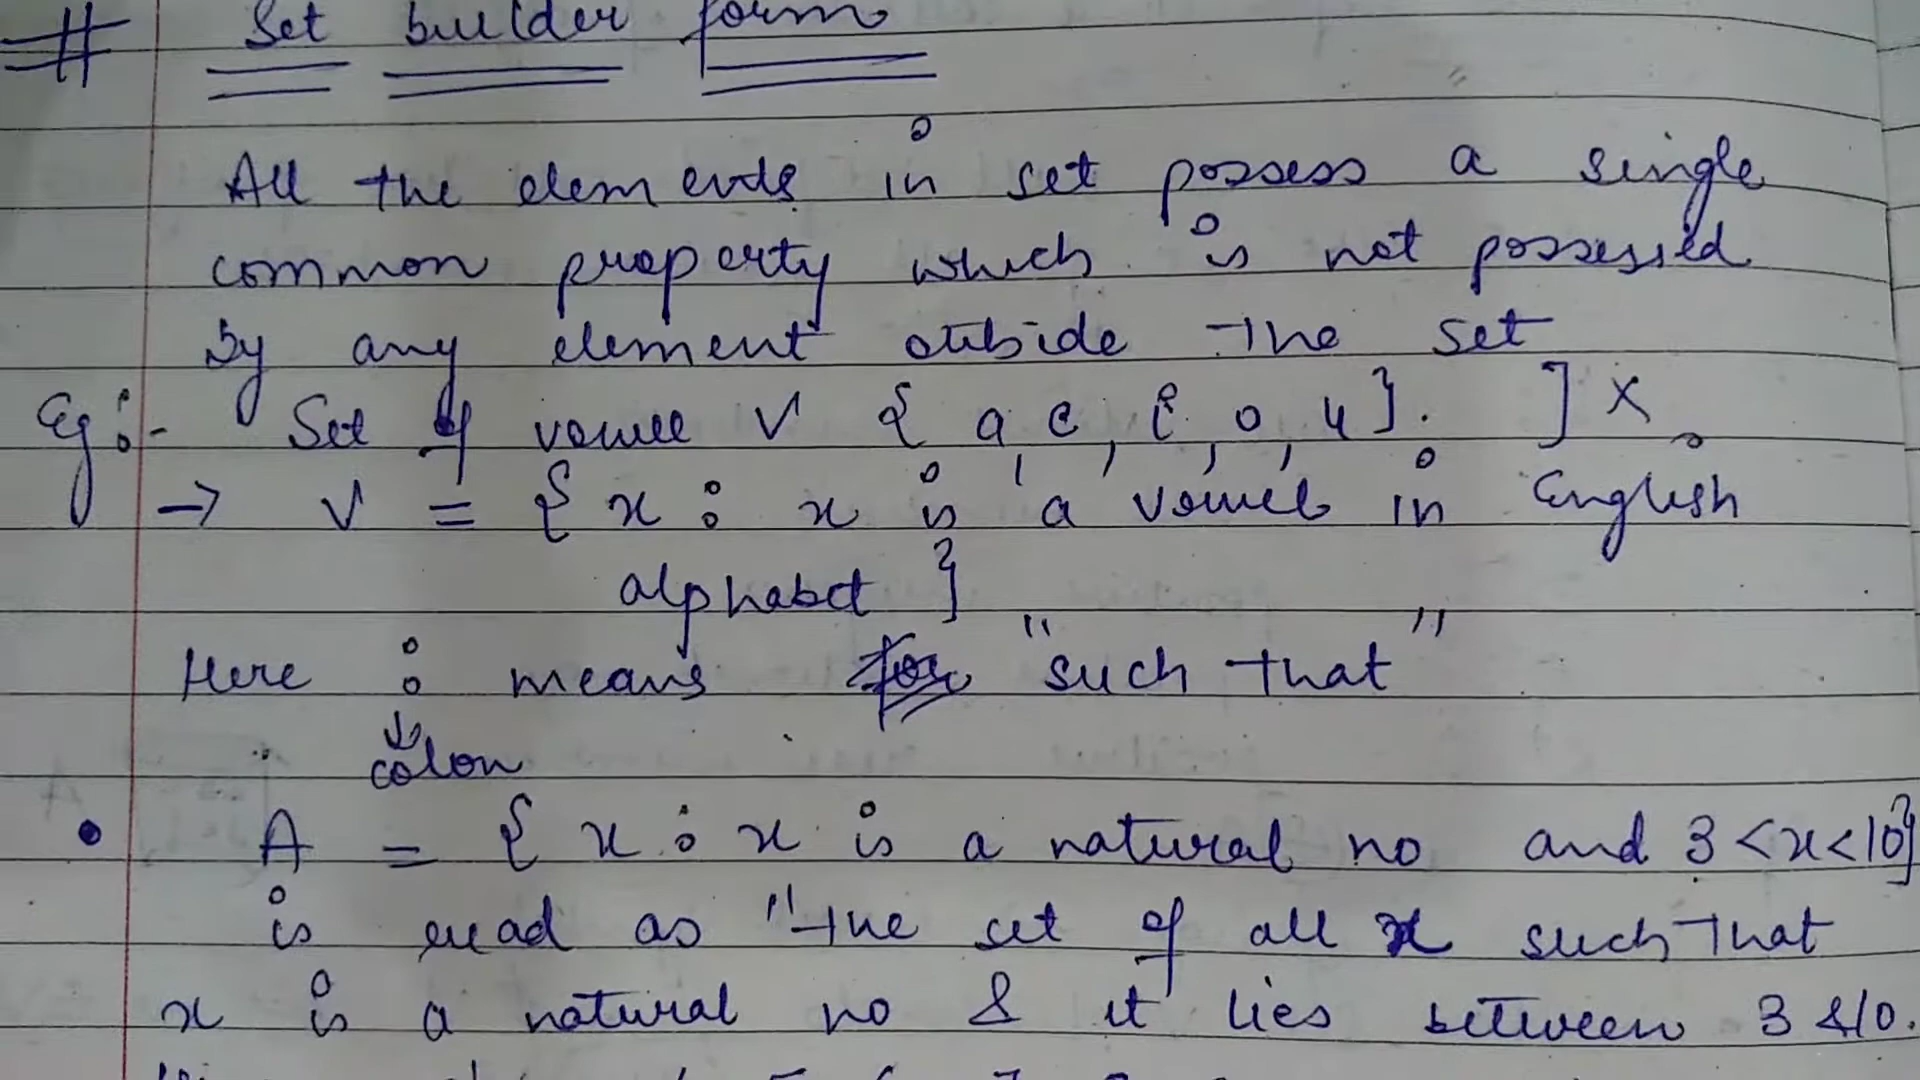 # Set builder form
All the elements in set possess a single
common property which is not possessed
by any element outside the set
Eg:- Set of vowel V { a, e, i, o, u }. ] X
→ V = { x : x is a vowel in English
alphabet }
Here : means "such that"
↓
colon
• A = { x : x is a natural no and 3 < x < 10}
is read as "the set of all x such that
x is a natural no & it lies between 3 & 10.